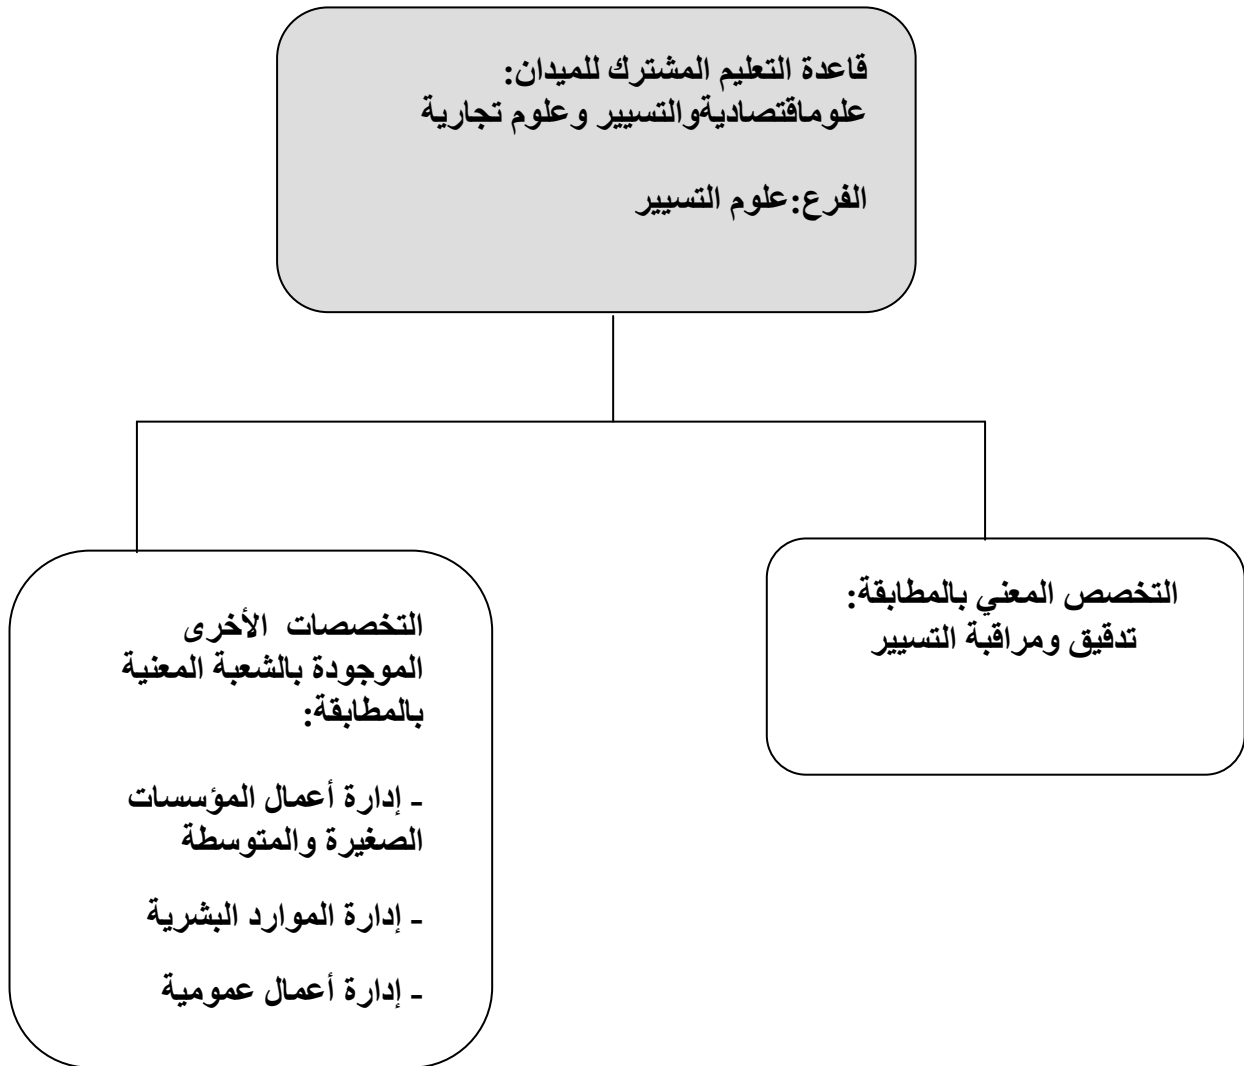 قاعدة التعليم المشترك للميدان:
علوماقتصاديةوالتسيير وعلوم تجارية
الفرع:علوم التسيير
التخصص المعني بالمطابقة:
تدقيق ومراقبة التسيير
التخصصات الأخرى
الموجودة بالشعبة المعنية
بالمطابقة:
- إدارة أعمال المؤسسات
الصغيرة والمتوسطة
- إدارة الموارد البشرية
- إدارة أعمال عمومية